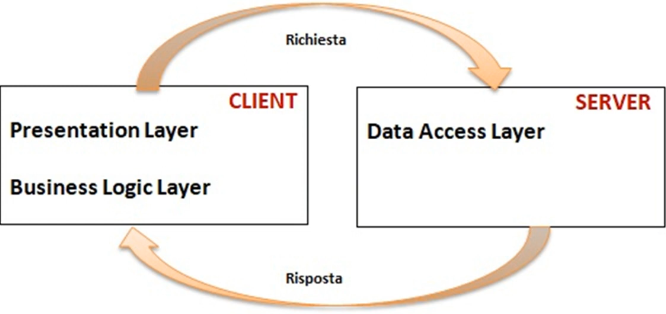 Richiesta
CLIENT
Presentation Layer
Business Logic Layer
SERVER
Data Access Layer
Risposta